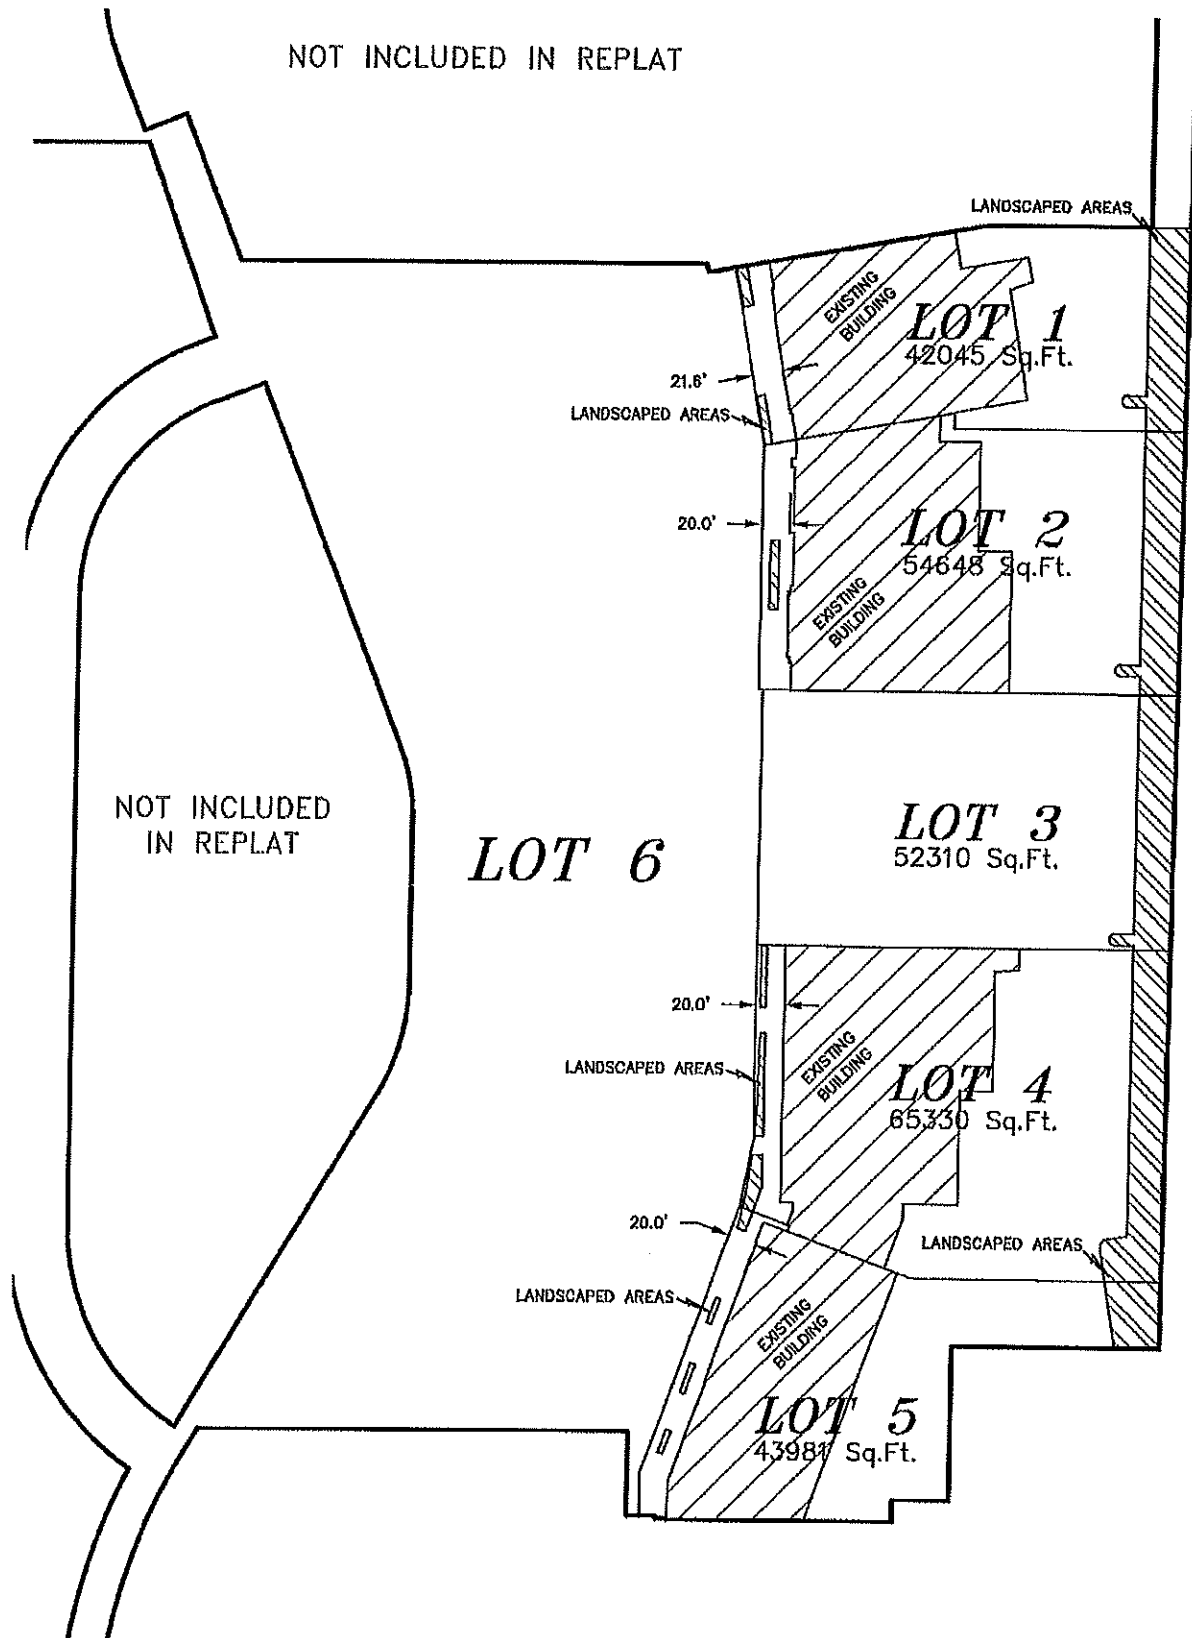 NOT INCLUDED IN REPLAT
LANDSCAPED AREAS
EXISTING
BUILDING
LOT 1
42045 Sq.Ft.
21.6'
LANDSCAPED AREAS
20.0'
LOT 2
54648 Sq.Ft.
EXISTING
BUILDING
NOT INCLUDED
IN REPLAT
LOT 6
LOT 3
52310 Sq.Ft.
20.0'
LANDSCAPED AREAS
EXISTING
BUILDING
LOT 4
65330 Sq.Ft.
20.0'
LANDSCAPED AREAS
LANDSCAPED AREAS
EXISTING
BUILDING
LOT 5
43981 Sq.Ft.